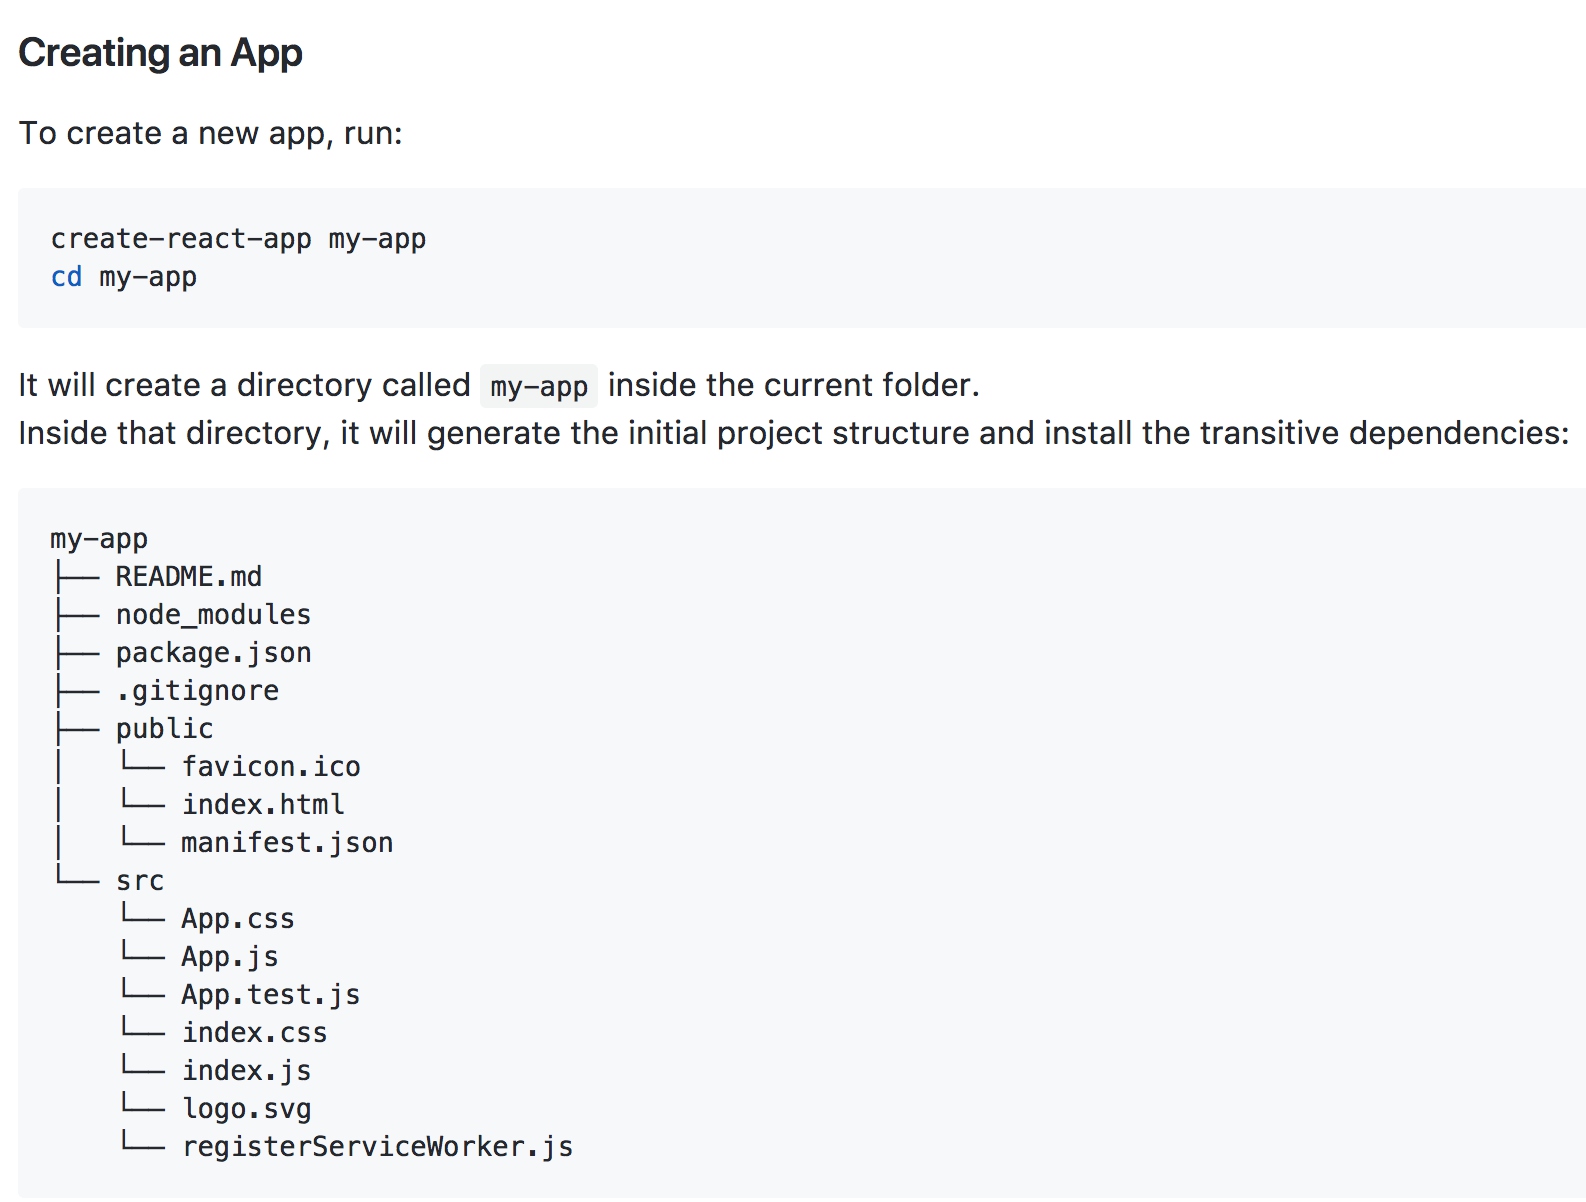 Creating an App
To create a new app, run:
create-react-app my-app
cd my-app
It will create a directory called my-app inside the current folder.
Inside that directory, it will generate the initial project structure and install the transitive dependencies:
my-app
├── README.md
├── node_modules
├── package.json
├── .gitignore
├── public
│   └── favicon.ico
│   └── index.html
│   └── manifest.json
└── src
    └── App.css
    └── App.js
    └── App.test.js
    └── index.css
    └── index.js
    └── logo.svg
    └── registerServiceWorker.js